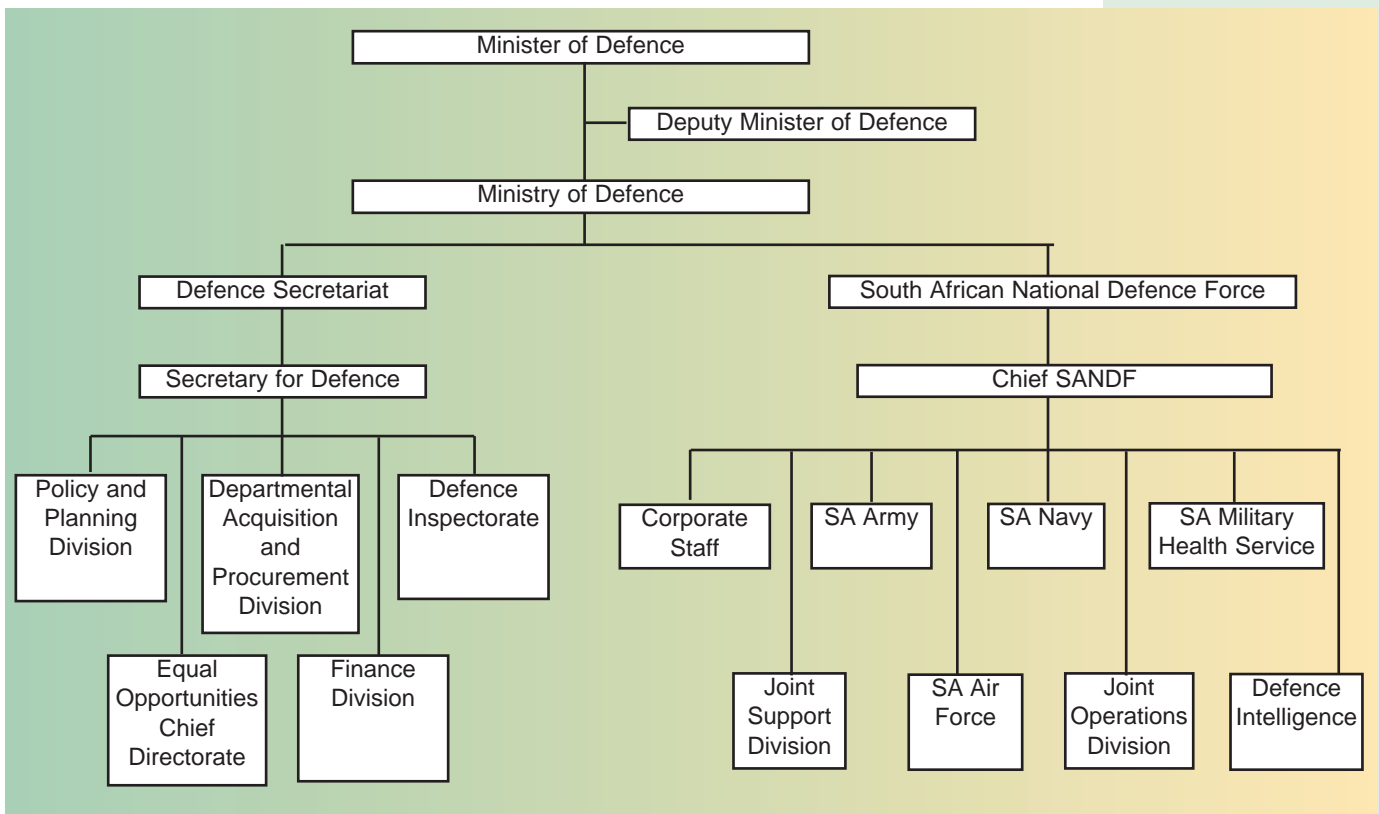 Minister of Defence
Deputy Minister of Defence
Ministry of Defence
Defence Secretariat
South African National Defence Force
Secretary for Defence
Chief SANDF
Policy and
Planning
Division
Departmental
Acquisition
and
Procurement
Division
Defence
Inspectorate
Corporate
Staff
SA Army
SA Navy
SA Military
Health Service
Equal
Opportunities
Chief
Directorate
Finance
Division
Joint
Support
Division
SA Air
Force
Joint
Operations
Division
Defence
Intelligence